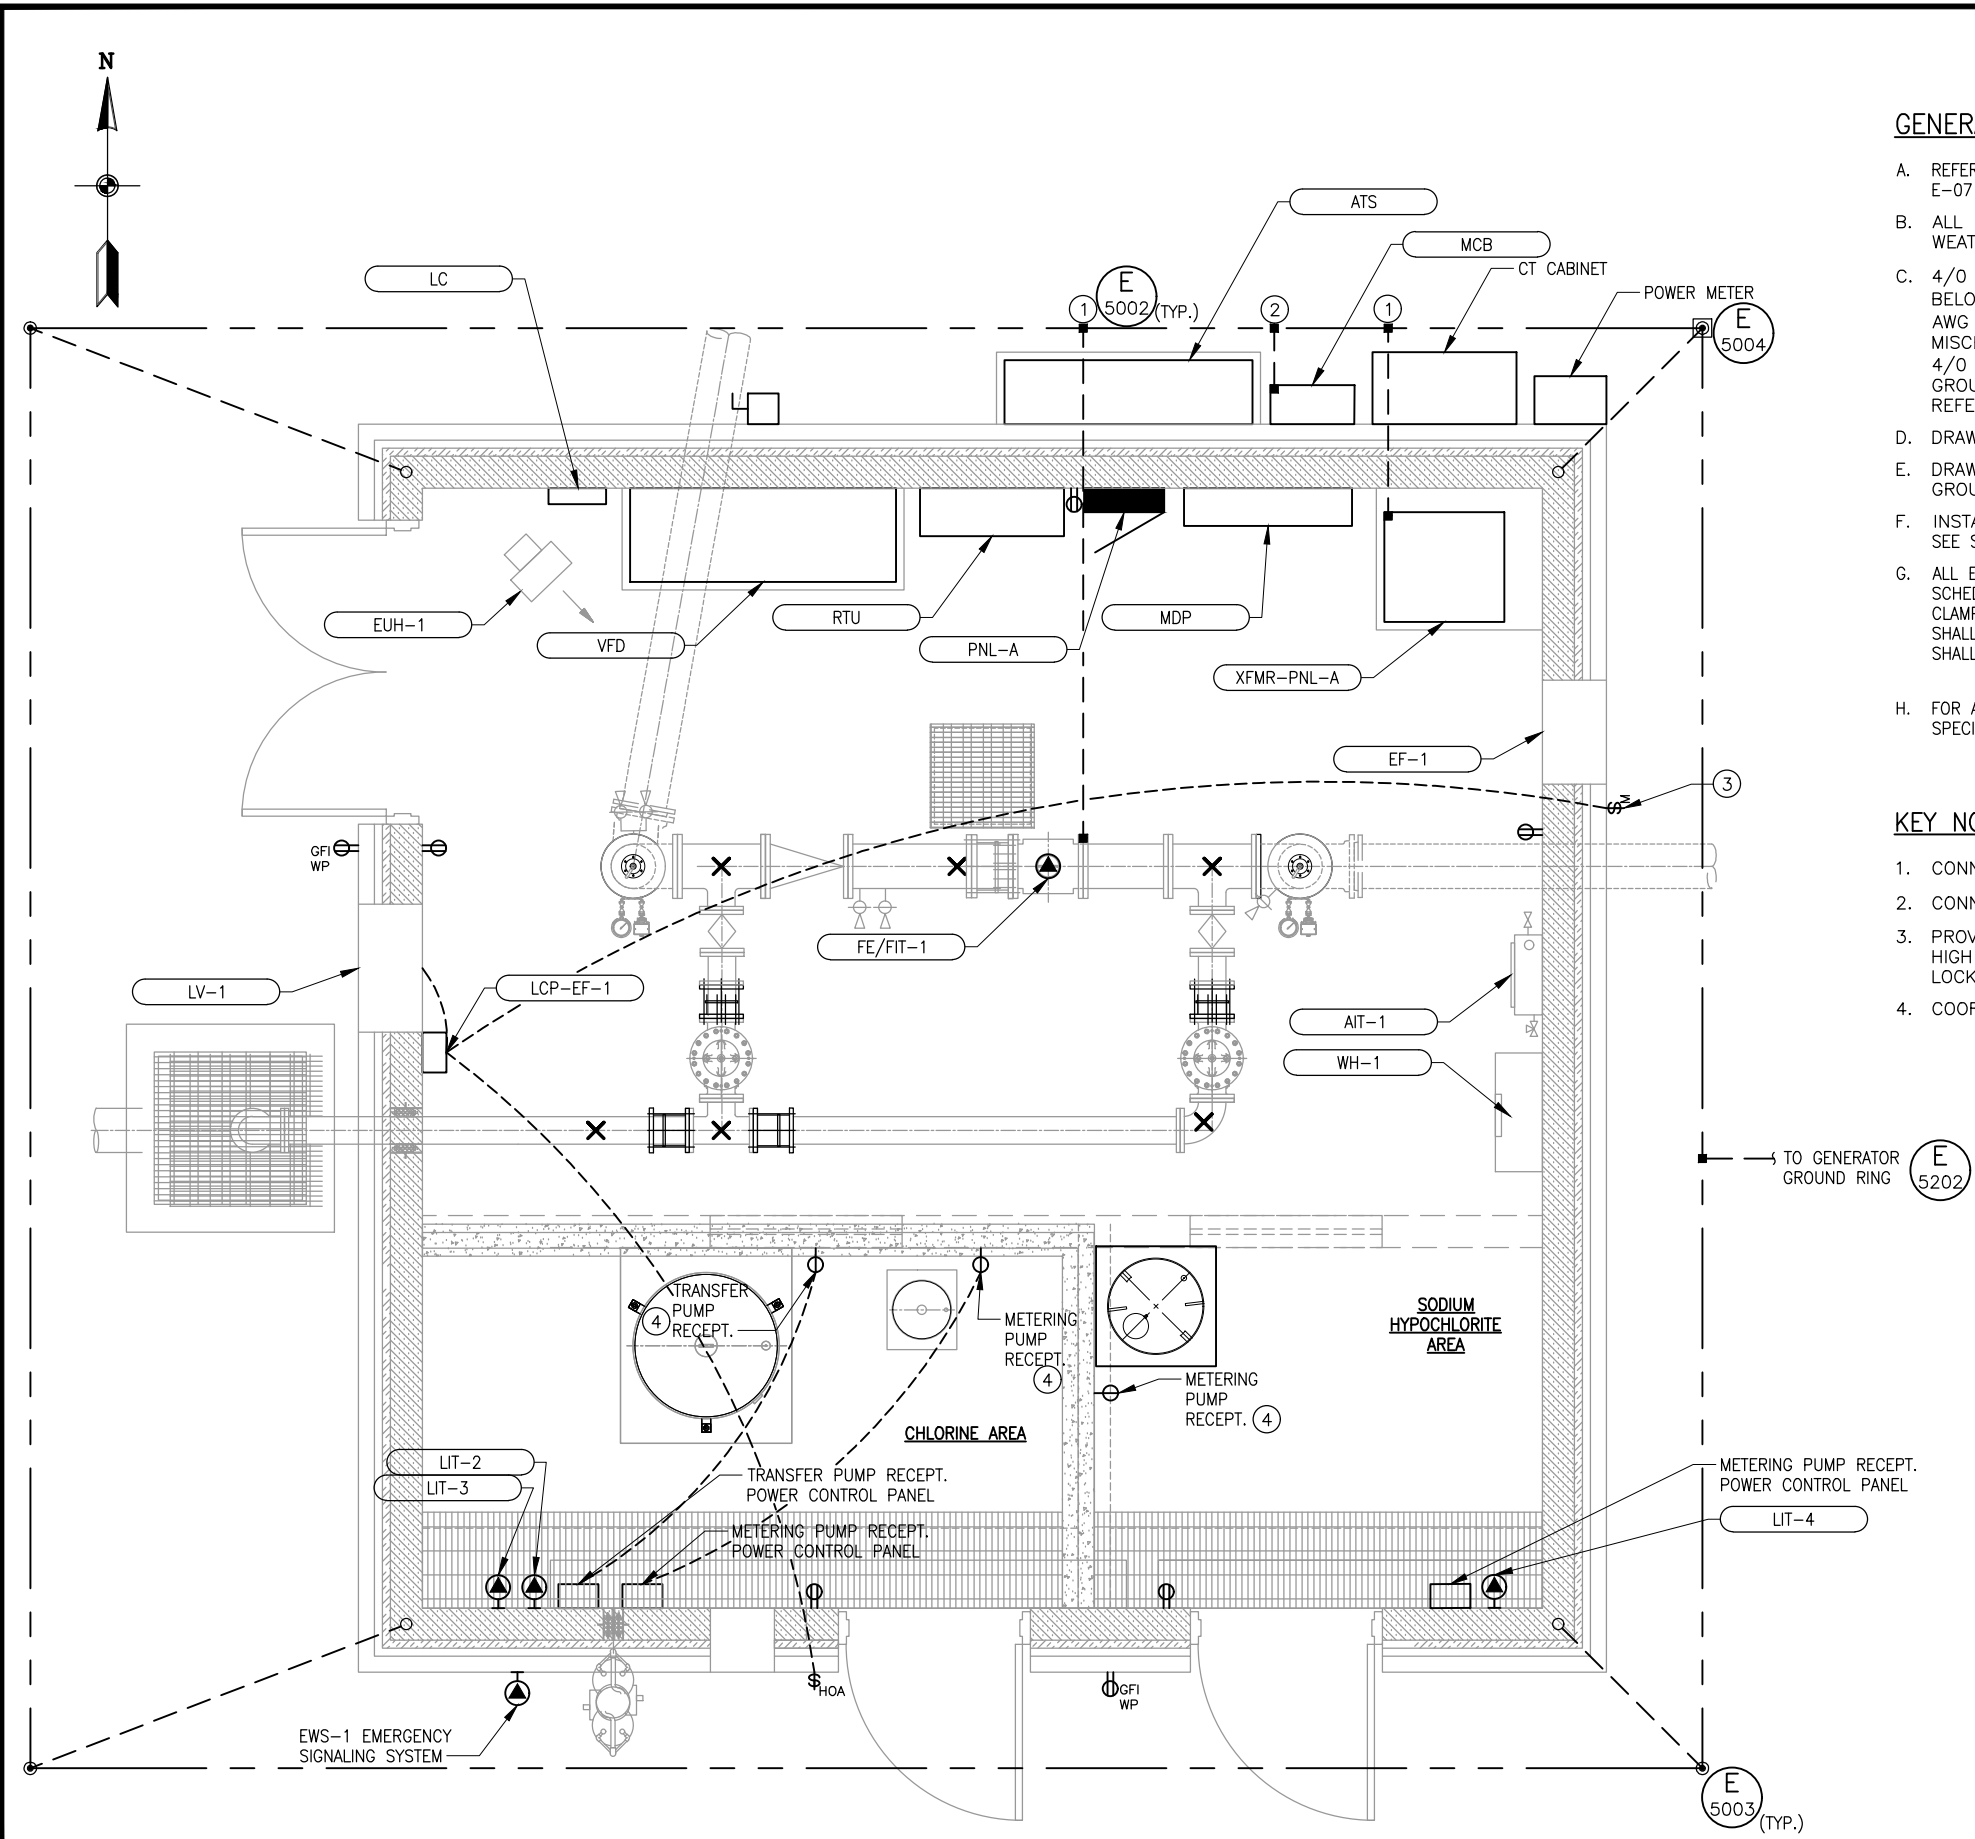 N
ATS
MCB
CT CABINET
LC
POWER METER
E
5002
(TYP.)
1
2
1
E
5004
EUH-1
VFD
RTU
PNL-A
MDP
XFMR-PNL-A
EF-1
3
S
M
GFI
WP
FE/FIT-1
LV-1
LCP-EF-1
AIT-1
WH-1
TO GENERATOR
GROUND RING
E
5202
TRANSFER
PUMP
RECEPT.
4
METERING
PUMP
RECEPT.
4
SODIUM
HYPOCHLORITE
AREA
METERING
PUMP
RECEPT.
4
CHLORINE AREA
LIT-2
LIT-3
TRANSFER PUMP RECEPT.
POWER CONTROL PANEL
METERING PUMP RECEPT.
POWER CONTROL PANEL
METERING PUMP RECEPT.
POWER CONTROL PANEL
LIT-4
S
HOA
GFI
WP
EWS-1 EMERGENCY
SIGNALING SYSTEM
E
5003
(TYP.)
GENER
A. REFER
E-07
B. ALL
WEAT
C. 4/0
BELO
AWG
MISC
4/0
GROU
REFE
D. DRAW
E. DRAW
GROU
F. INSTA
SEE S
G. ALL E
SCHED
CLAMP
SHALL
SHALL
H. FOR A
SPECI
KEY NO
1. CONN
2. CONN
3. PROV
HIGH
LOCK
4. COOR